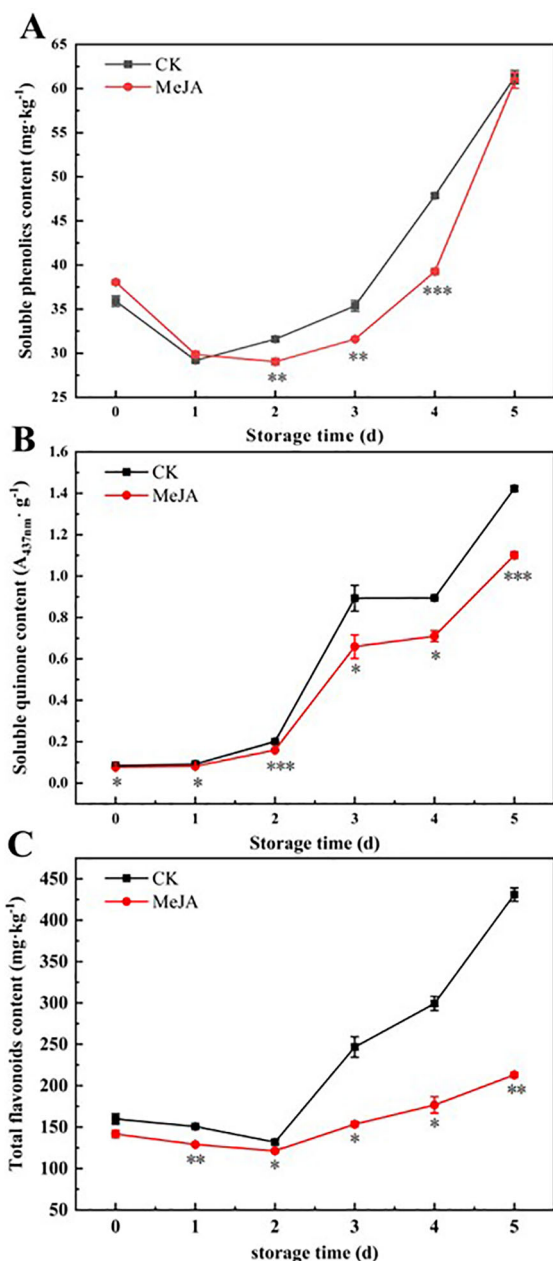 A
65
60
55
50
45
40
35
30
25
Soluble phenolics content (mg·kg⁻¹)
CK
MeJA
**
**
***
0 1 2 3 4 5
Storage time (d)
B
1.6
1.4
1.2
1.0
0.8
0.6
0.4
0.2
0.0
Soluble quinone content (A₄₃₇ₙₘ· g⁻¹)
CK
MeJA
*
*
***
*
*
***
0 1 2 3 4 5
Storage time (d)
C
450
400
350
300
250
200
150
100
50
Total flavonoids content (mg·kg⁻¹)
CK
MeJA
**
*
*
*
**
0 1 2 3 4 5
storage time (d)